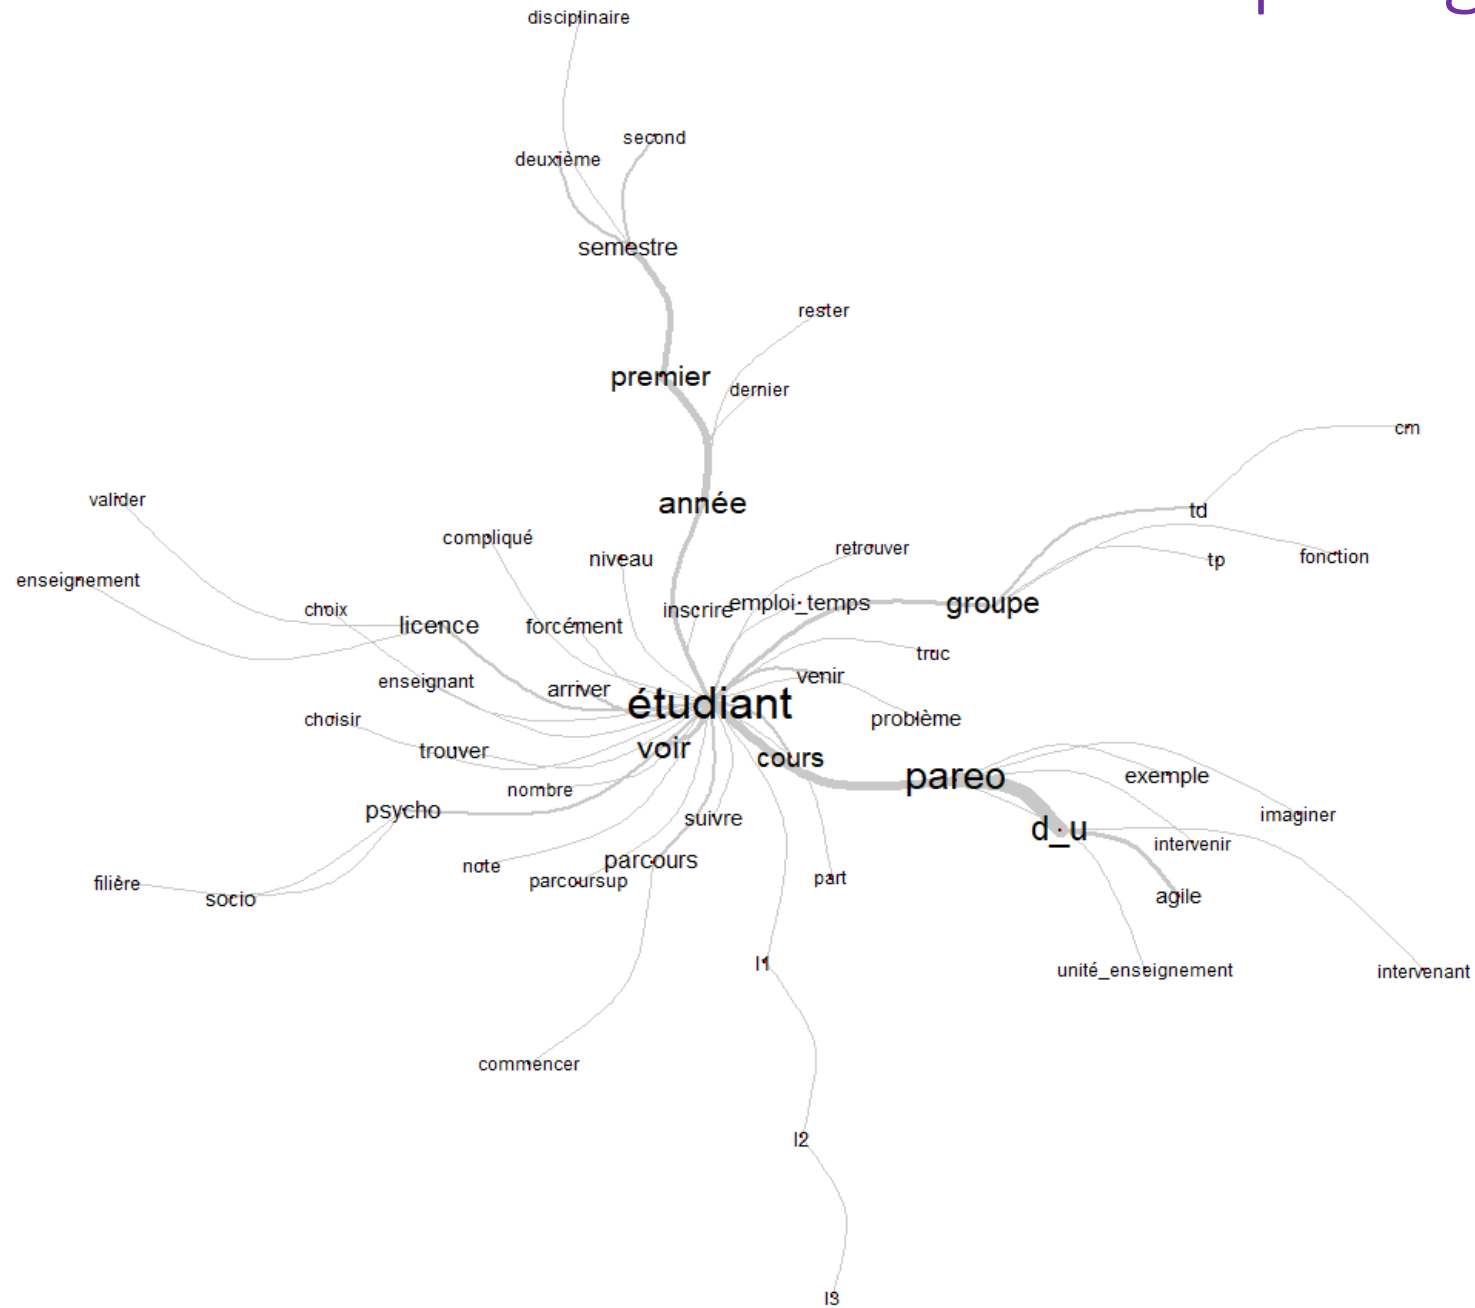 disciplinaire
second
deuxième
semestre
rester
premier
dernier
cm
valider
année
td
compliqué
niveau
retrouver
tp
fonction
enseignement
choix
licence
forcément
inscrire
emploi_temps
groupe
truc
enseignant
arriver
étudiant
venir
choisir
trouver
voir
problème
cours
pareo
exemple
nombre
psycho
suivre
imaginer
d_u
intervenir
note
parcours
parcoursup
part
filière
socio
agile
l1
unité_enseignement
intervenant
commencer
l2
l3